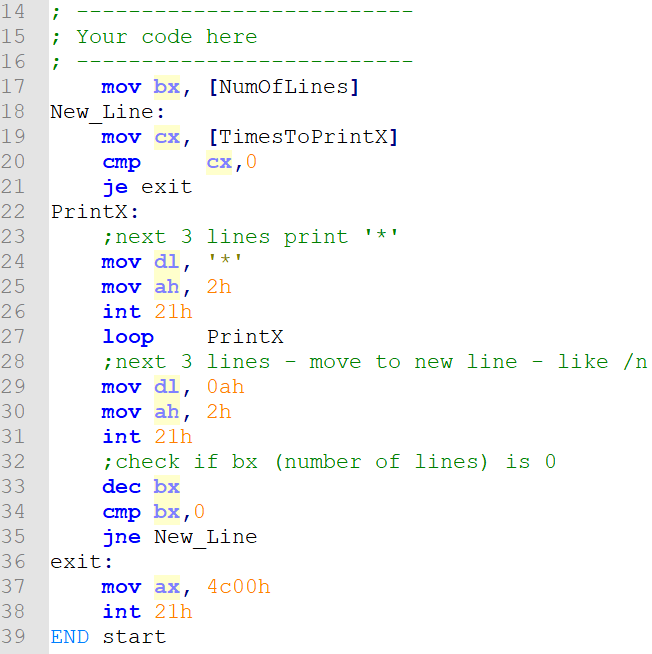 14 ; --------------------------
15 ; Your code here
16 ; --------------------------
17     mov bx, [NumOfLines]
18 New_Line:
19     mov cx, [TimesToPrintX]
20     cmp     cx,0
21     je exit
22 PrintX:
23     ;next 3 lines print '*'
24     mov dl, '*'
25     mov ah, 2h
26     int 21h
27     loop    PrintX
28     ;next 3 lines - move to new line - like /n
29     mov dl, 0ah
30     mov ah, 2h
31     int 21h
32     ;check if bx (number of lines) is 0
33     dec bx
34     cmp bx,0
35     jne New_Line
36 exit:
37     mov ax, 4c00h
38     int 21h
39 END start